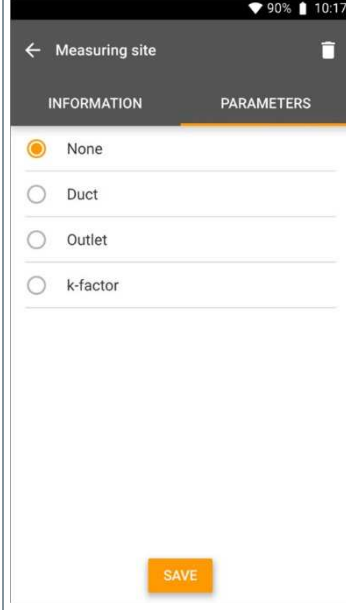 90% 10:17
Measuring site
INFORMATION PARAMETERS
None
Duct
Outlet
k-factor
SAVE